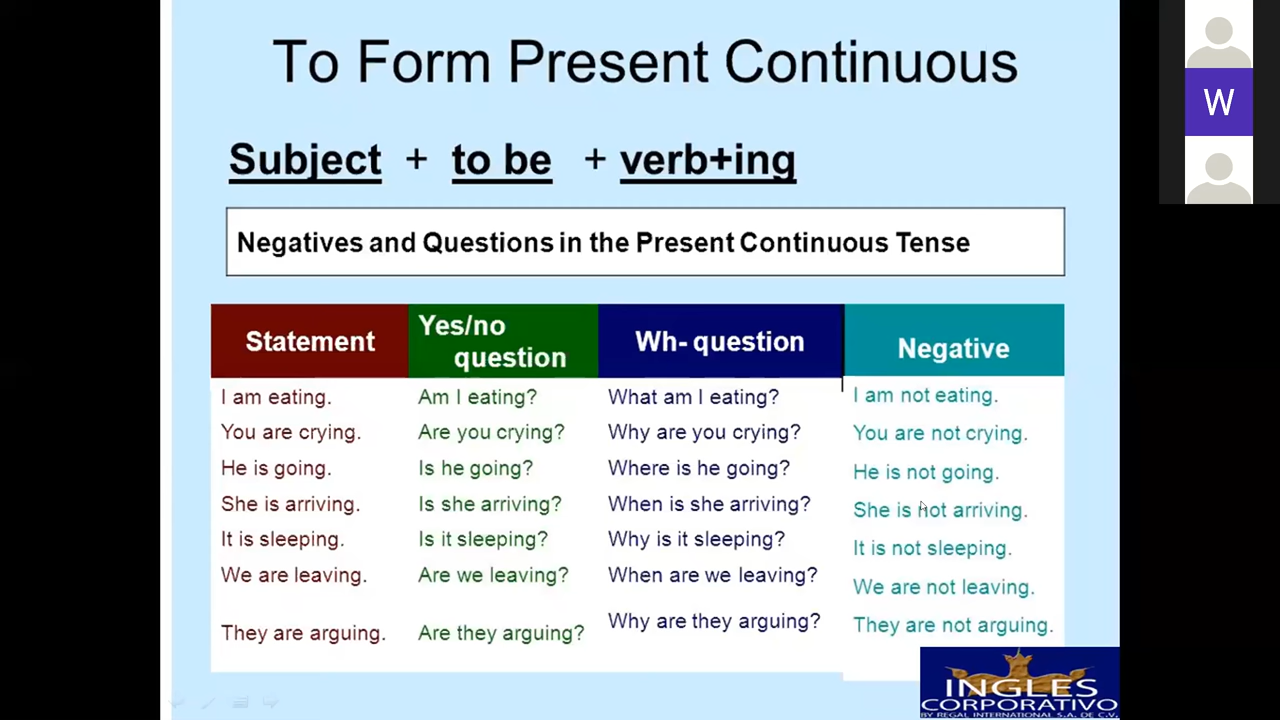 To Form Present Continuous
W
Subject + to be + verb+ing
Negatives and Questions in the Present Continuous Tense
Statement
Yes/no question
Wh- question
Negative
I am eating.
Am I eating?
What am I eating?
I am not eating.
You are crying.
Are you crying?
Why are you crying?
You are not crying.
He is going.
Is he going?
Where is he going?
He is not going.
She is arriving.
Is she arriving?
When is she arriving?
She is not arriving.
It is sleeping.
Is it sleeping?
Why is it sleeping?
It is not sleeping.
We are leaving.
Are we leaving?
When are we leaving?
We are not leaving.
They are arguing.
Are they arguing?
Why are they arguing?
They are not arguing.
INGLES
CORPORATIVO
BY REGAL INTERNATIONAL S.A. DE C.V.